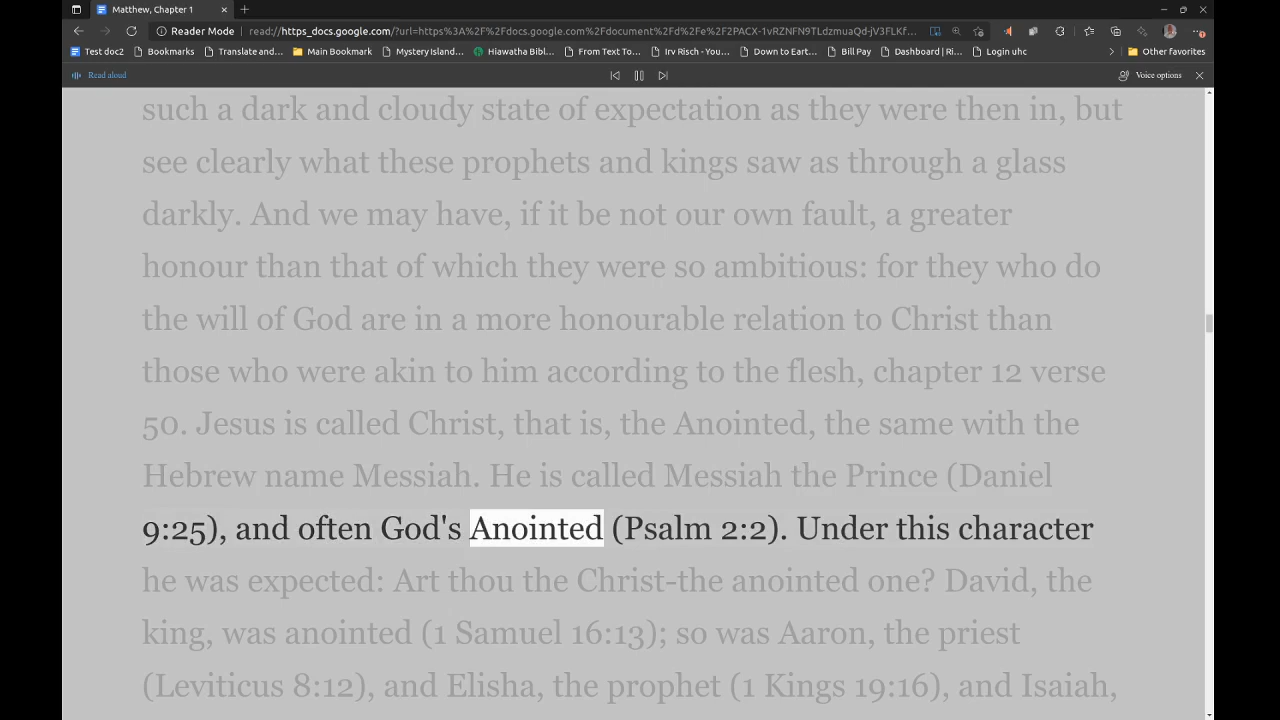 Matthew, Chapter 1
Reader Mode
read://https_docs.google.com/?url=https%3A%2F%2Fdocs.google.com%2Fdocument%2Fd%2Fe%2F2PACX-1vRZNFN9TLdzmuaQd-jV3FLKf...
Test doc2
Bookmarks
Translate and...
Main Bookmark
Mystery Island...
Hiawatha Bibl...
From Text To...
Irv Risch - You...
Down to Eart...
Bill Pay
Dashboard | Ri...
Login uhc
Other favorites
Read aloud
Voice options
such a dark and cloudy state of expectation as they were then in, but
see clearly what these prophets and kings saw as through a glass
darkly. And we may have, if it be not our own fault, a greater
honour than that of which they were so ambitious: for they who do
the will of God are in a more honourable relation to Christ than
those who were akin to him according to the flesh, chapter 12 verse
50. Jesus is called Christ, that is, the Anointed, the same with the
Hebrew name Messiah. He is called Messiah the Prince (Daniel
9:25), and often God's Anointed (Psalm 2:2). Under this character
he was expected: Art thou the Christ-the anointed one? David, the
king, was anointed (1 Samuel 16:13); so was Aaron, the priest
(Leviticus 8:12), and Elisha, the prophet (1 Kings 19:16), and Isaiah,